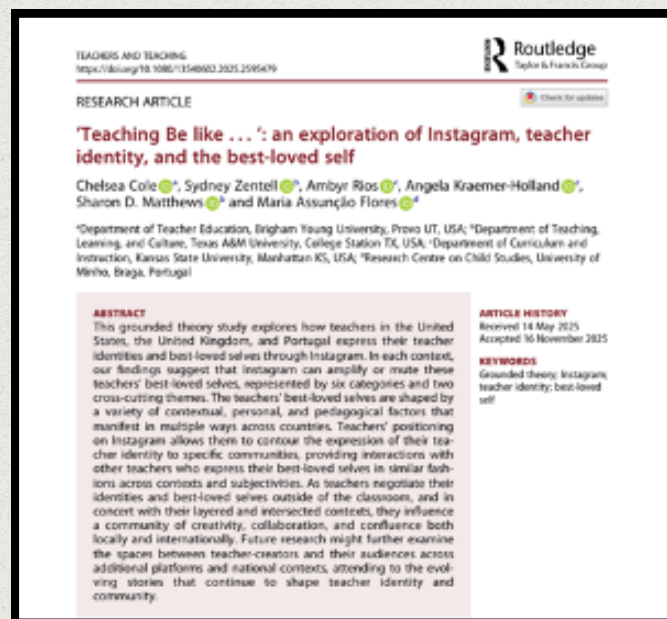 TEACHERS AND TEACHING
https://doi.org/10.1080/13540602.2025.2595479
Routledge
Taylor & Francis Group
RESEARCH ARTICLE
Check for updates
'Teaching Be like . . . ': an exploration of Instagram, teacher
identity, and the best-loved self
Chelsea Cole a, Sydney Zentell b, Ambyr Rios c, Angela Kraemer-Holland c,
Sharon D. Matthews b and Maria Assunção Flores d
aDepartment of Teacher Education, Brigham Young University, Provo UT, USA; bDepartment of Teaching,
Learning, and Culture, Texas A&M University, College Station TX, USA; cDepartment of Curriculum and
Instruction, Kansas State University, Manhattan KS, USA; dResearch Centre on Child Studies, University of
Minho, Braga, Portugal
ABSTRACT
This grounded theory study explores how teachers in the United
States, the United Kingdom, and Portugal express their teacher
identities and best-loved selves through Instagram. In each context,
our findings suggest that Instagram can amplify or mute these
teachers' best-loved selves, represented by six categories and two
cross-cutting themes. The teachers' best-loved selves are shaped by
a variety of contextual, personal, and pedagogical factors that
manifest in multiple ways across countries. Teachers' positioning
on Instagram allows them to contour the expression of their tea-
cher identity to specific communities, providing interactions with
other teachers who express their best-loved selves in similar fash-
ions across contexts and subjectivities. As teachers negotiate their
identities and best-loved selves outside of the classroom, and in
concert with their layered and intersected contexts, they influence
a community of creativity, collaboration, and confluence both
locally and internationally. Future research might further examine
the spaces between teacher-creators and their audiences across
additional platforms and national contexts, attending to the evol-
ving stories that continue to shape teacher identity and
community.
ARTICLE HISTORY
Received 14 May 2025
Accepted 16 November 2025
KEYWORDS
Grounded theory; Instagram;
teacher identity; best-loved
self